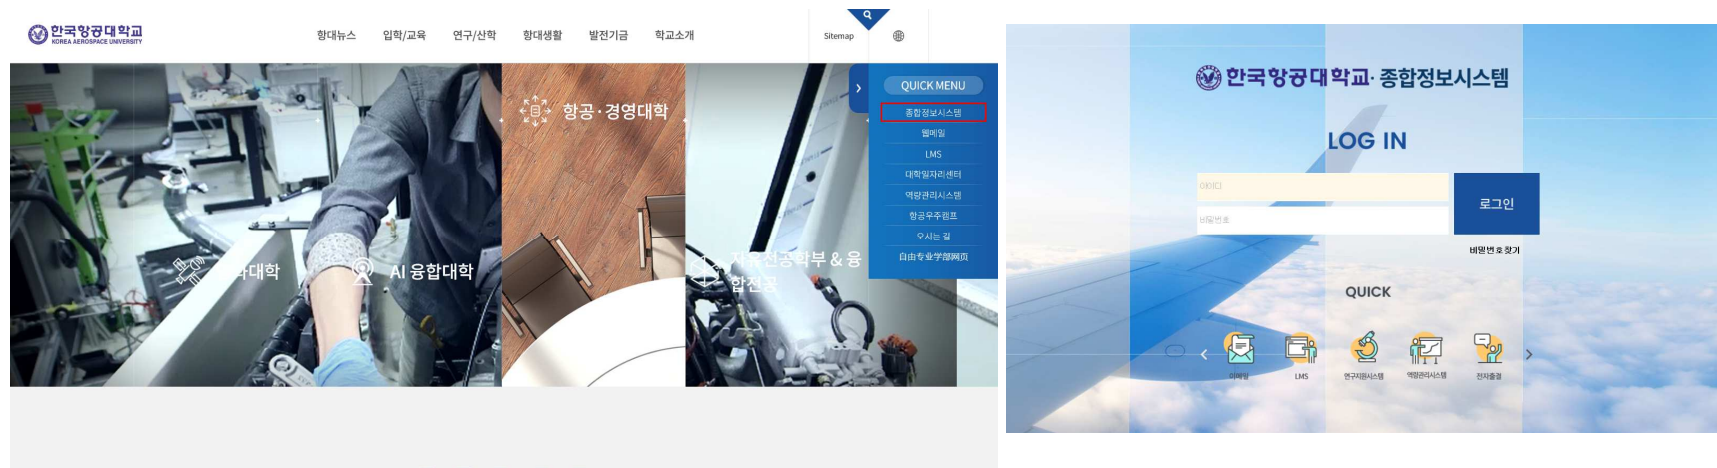 한국항공대학교
KOREA AEROSPACE UNIVERSITY
항대뉴스 입학/교육 연구/산학 항대생활 발전기금 학교소개
Sitemap
항공·경영대학
대학
AI 융합대학
자유전공학부 & 융
합전공
QUICK MENU
종합정보시스템
웹메일
LMS
대학일자리센터
역량관리시스템
항공우주캠프
오시는 길
自由专业学部网页
한국항공대학교· 종합정보시스템
LOG IN
아이디
비밀번호
로그인
비밀번호찾기
QUICK
이메일 LMS 연구지원시스템 역량관리시스템 전자출결